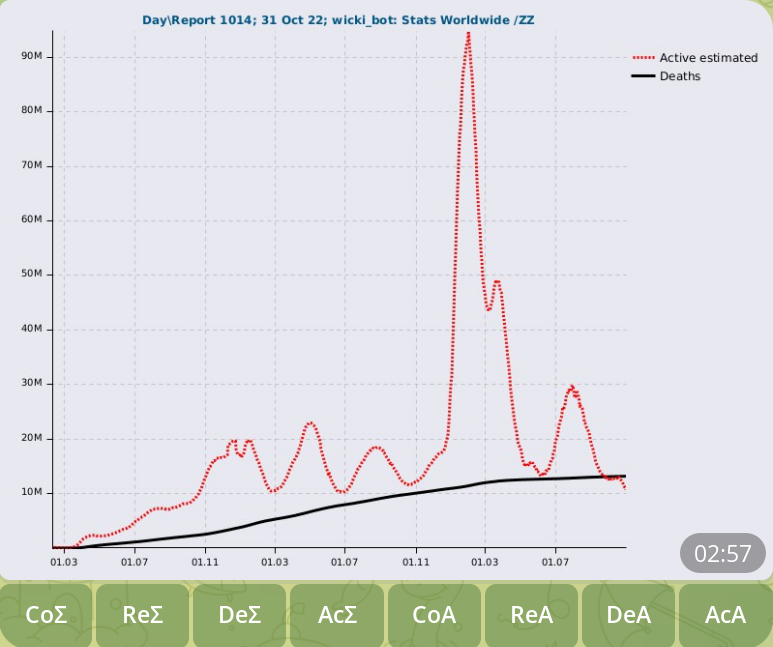 Day\Report 1014; 31 Oct 22; wicki_bot: Stats Worldwide /ZZ
90M
80M
70M
60M
50M
40M
30M
20M
10M
01.03 01.07 01.11 01.03 01.07 01.11 01.03 01.07
Active estimated
Deaths
02:57
CoΣ ReΣ DeΣ AcΣ CoA ReA DeA AcA